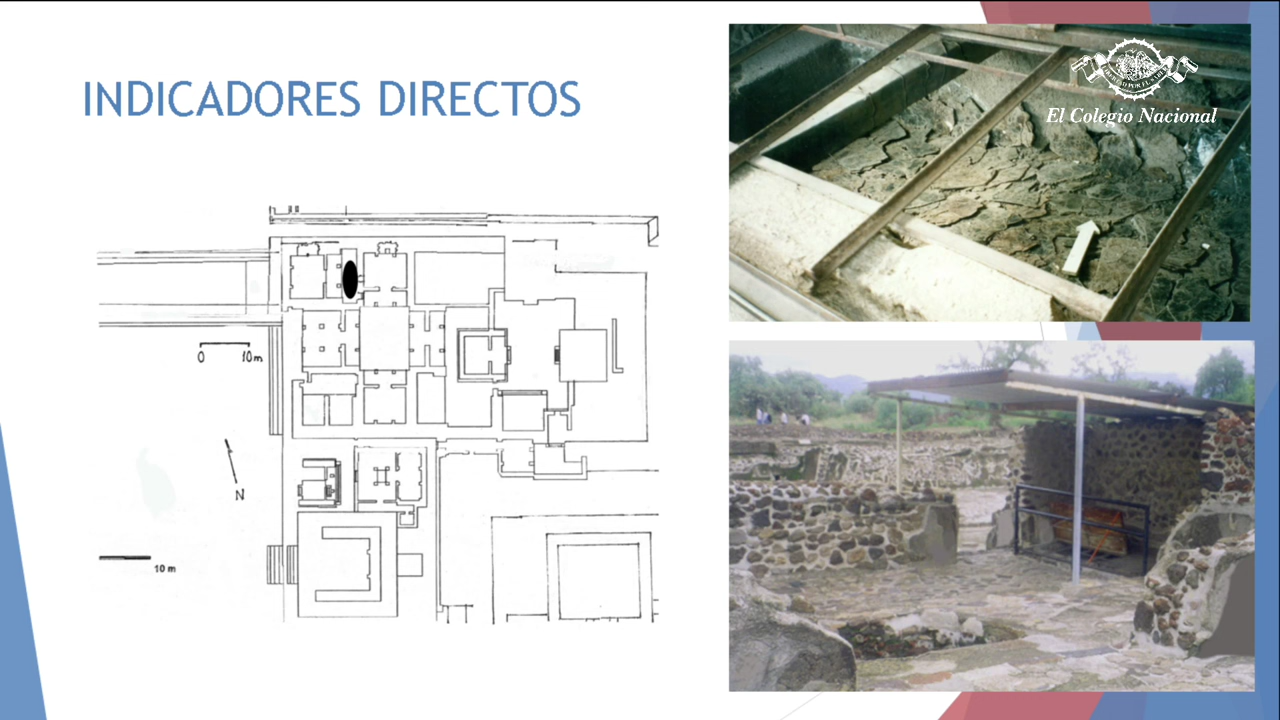 INDICADORES DIRECTOS
El Colegio Nacional
0 10m
N
10 m